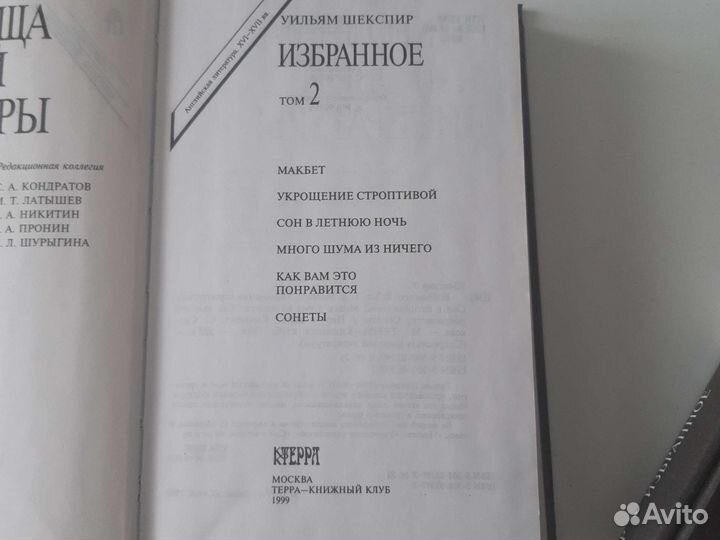 ЩА
И
РЫ
Редакционная коллегия
С. А. КОНДРАТОВ
М. Т. ЛАТЫШЕВ
. А. НИКИТИН
. А. ПРОНИН
. Л. ШУРЫГИНА
Английская литература. XVI–XVII вв
УИЛЬЯМ ШЕКСПИР
ИЗБРАННОЕ
ТОМ 2
МАКБЕТ
УКРОЩЕНИЕ СТРОПТИВОЙ
СОН В ЛЕТНЮЮ НОЧЬ
МНОГО ШУМА ИЗ НИЧЕГО
КАК ВАМ ЭТО
ПОНРАВИТСЯ
СОНЕТЫ
ТЕРРА
МОСКВА
ТЕРРА—КНИЖНЫЙ КЛУБ
1999
ИЗБРАННОЕ
Avito